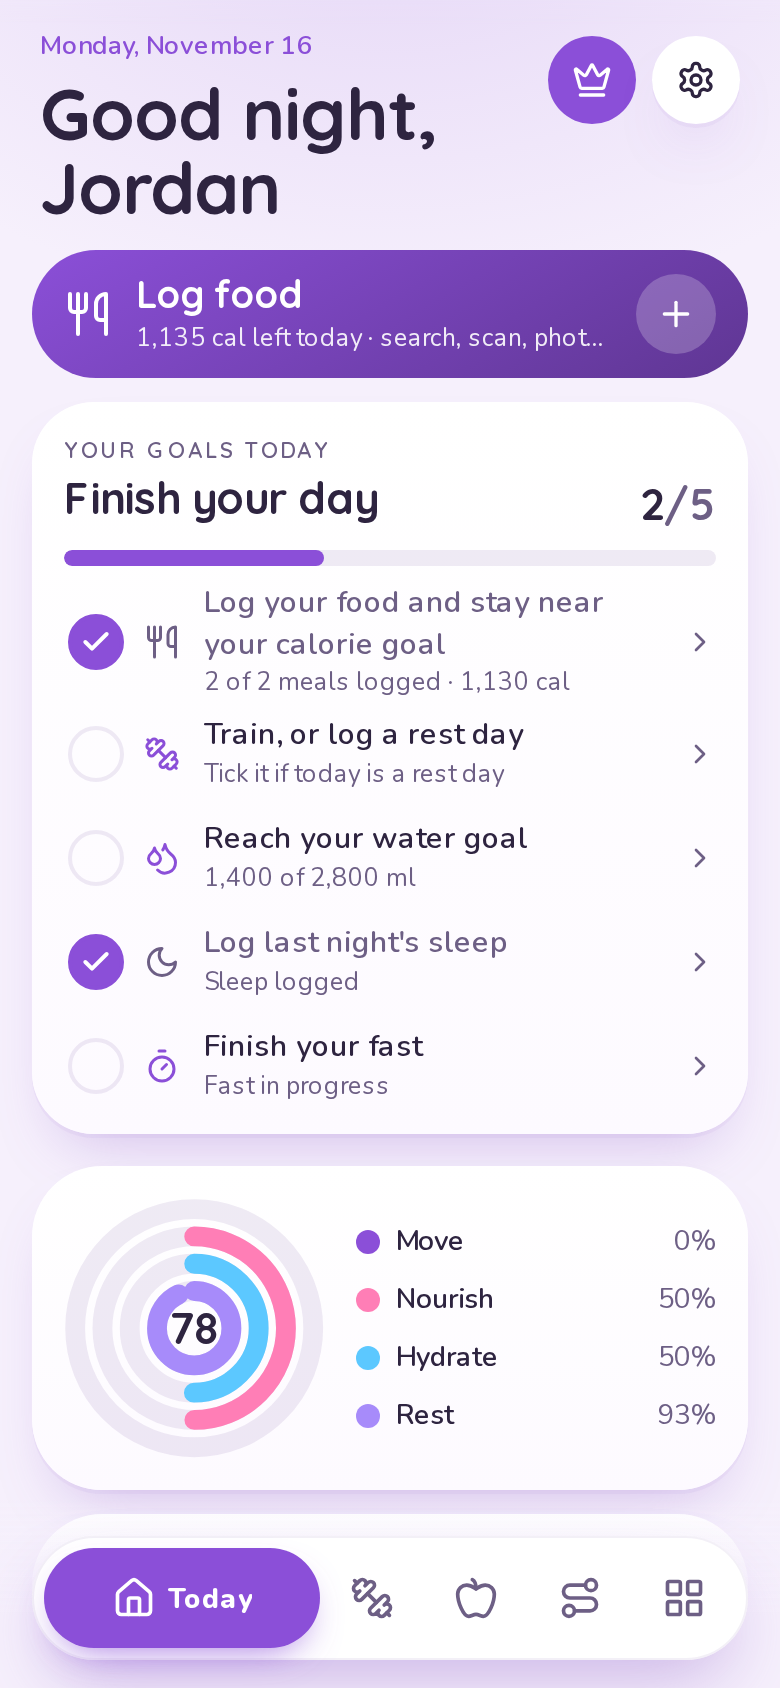 Monday, November 16
Good night,
Jordan
Log food
1,135 cal left today · search, scan, phot...
YOUR GOALS TODAY
Finish your day
2/5
Log your food and stay near
your calorie goal
2 of 2 meals logged · 1,130 cal
Train, or log a rest day
Tick it if today is a rest day
Reach your water goal
1,400 of 2,800 ml
Log last night's sleep
Sleep logged
Finish your fast
Fast in progress
78
Move 0%
Nourish 50%
Hydrate 50%
Rest 93%
Today